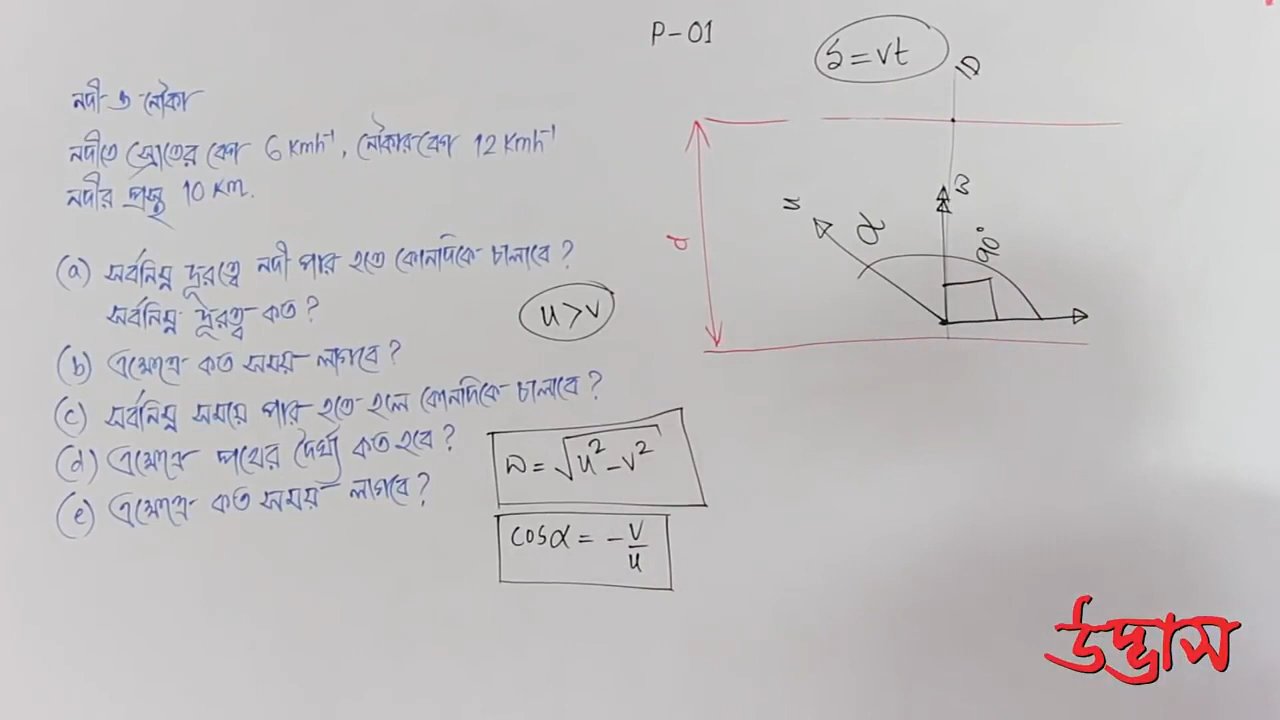 P-01
S = vt
নদী ও নৌকা
নদীতে স্রোতের বেগ 6 Kmh⁻¹, নৌকার বেগ 12 Kmh⁻¹
নদীর প্রস্থ 10 Km.
(a) সর্বনিম্ন দূরত্বে নদী পার হতে কোনদিকে চালাবে?
সর্বনিম্ন দূরত্ব কত?
(b) এক্ষেত্রে কত সময় লাগবে?
(c) সর্বনিম্ন সময়ে পার হতে হলে কোনদিকে চালাবে?
(d) এক্ষেত্রে পথের দৈর্ঘ্য কত হবে?
(e) এক্ষেত্রে কত সময় লাগবে?
u > v
w = √u² - v²
cosα = - v/u
d
u
α
w
90°
উদ্ভাস